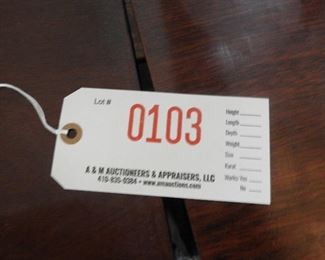 Lot #
0103
Height
Length
Depth
Weight
Size
Karat
Marks: Yes
No
A & M AUCTIONEERS & APPRAISERS, LLC
410-835-0384 • www.amauctions.com